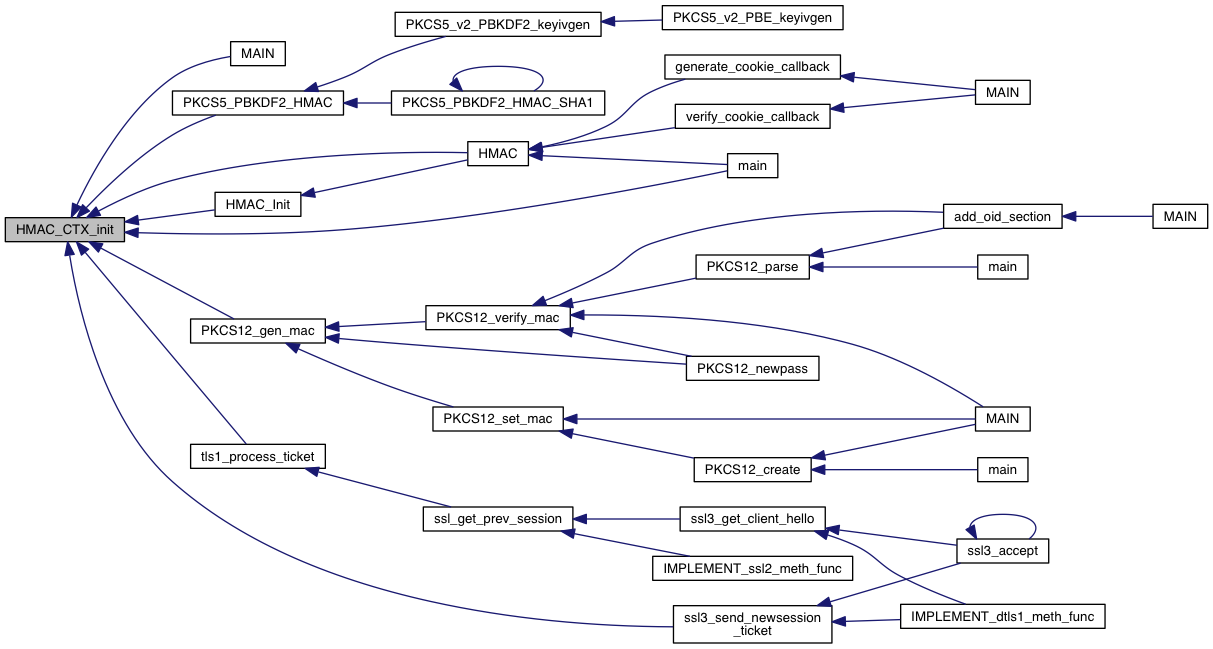 PKCS5_v2_PBKDF2_keyivgen
PKCS5_v2_PBE_keyivgen
MAIN
generate_cookie_callback
PKCS5_PBKDF2_HMAC
PKCS5_PBKDF2_HMAC_SHA1
MAIN
verify_cookie_callback
HMAC
main
HMAC_Init
add_oid_section
MAIN
HMAC_CTX_init
PKCS12_parse
main
PKCS12_verify_mac
PKCS12_gen_mac
PKCS12_newpass
PKCS12_set_mac
MAIN
tls1_process_ticket
PKCS12_create
main
ssl_get_prev_session
ssl3_get_client_hello
ssl3_accept
IMPLEMENT_ssl2_meth_func
ssl3_send_newsession
_ticket
IMPLEMENT_dtls1_meth_func